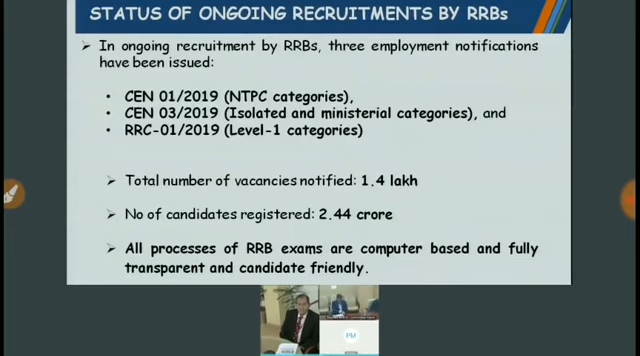 STATUS OF ONGOING RECRUITMENTS BY RRBs
➢ In ongoing recruitment by RRBs, three employment notifications
have been issued:
• CEN 01/2019 (NTPC categories),
• CEN 03/2019 (Isolated and ministerial categories), and
• RRC-01/2019 (Level-1 categories)
➢ Total number of vacancies notified: 1.4 lakh
➢ No of candidates registered: 2.44 crore
➢ All processes of RRB exams are computer based and fully
transparent and candidate friendly.
PM